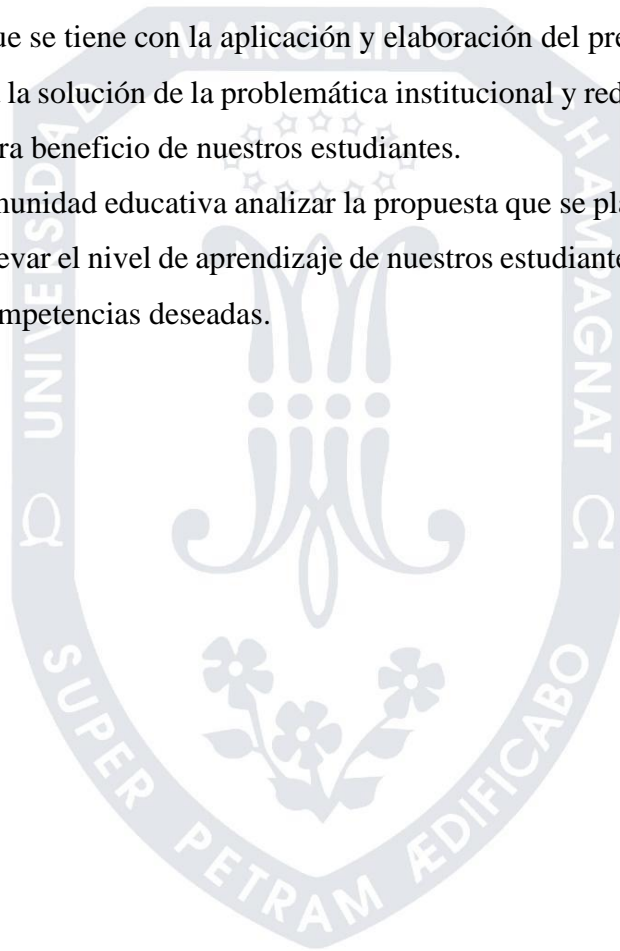 ue se tiene con la aplicación y elaboración del pre
la solución de la problemática institucional y red
ra beneficio de nuestros estudiantes.
munidad educativa analizar la propuesta que se pla
evar el nivel de aprendizaje de nuestros estudiante
mpetencias deseadas.
UNIVERSIDAD
MARCELINO
CHAMPAGNAT
Ω
Ω
SUPER PETRAM ÆDIFICABO